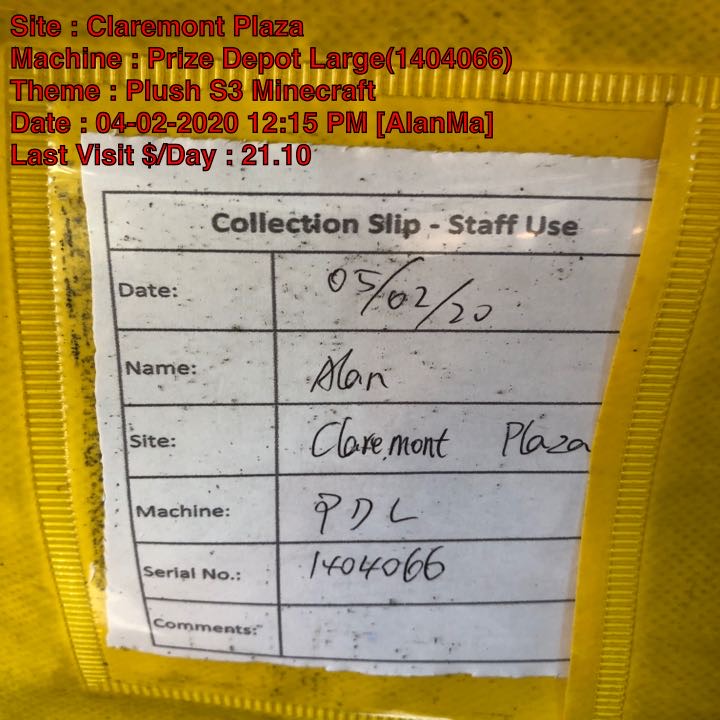 Site : Claremont Plaza
Machine : Prize Depot Large(1404066)
Theme : Plush S3 Minecraft
Date : 04-02-2020 12:15 PM [AlanMa]
Last Visit $/Day : 21.10
Collection Slip - Staff Use
Date: 05/02/20
Name: Alan
Site: Claremont Plaza
Machine: PDL
Serial No.: 1404066
Comments: